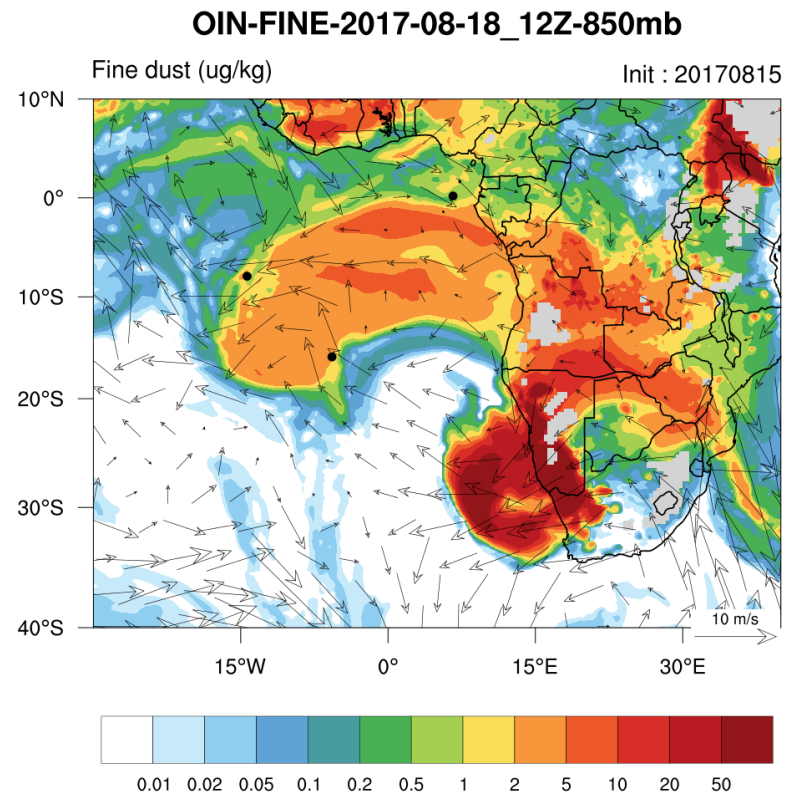 OIN-FINE-2017-08-18_12Z-850mb
Fine dust (ug/kg)
Init : 20170815
10°N
0°
10°S
20°S
30°S
40°S
10 m/s
15°W
0°
15°E
30°E
0.01
0.02
0.05
0.1
0.2
0.5
1
2
5
10
20
50